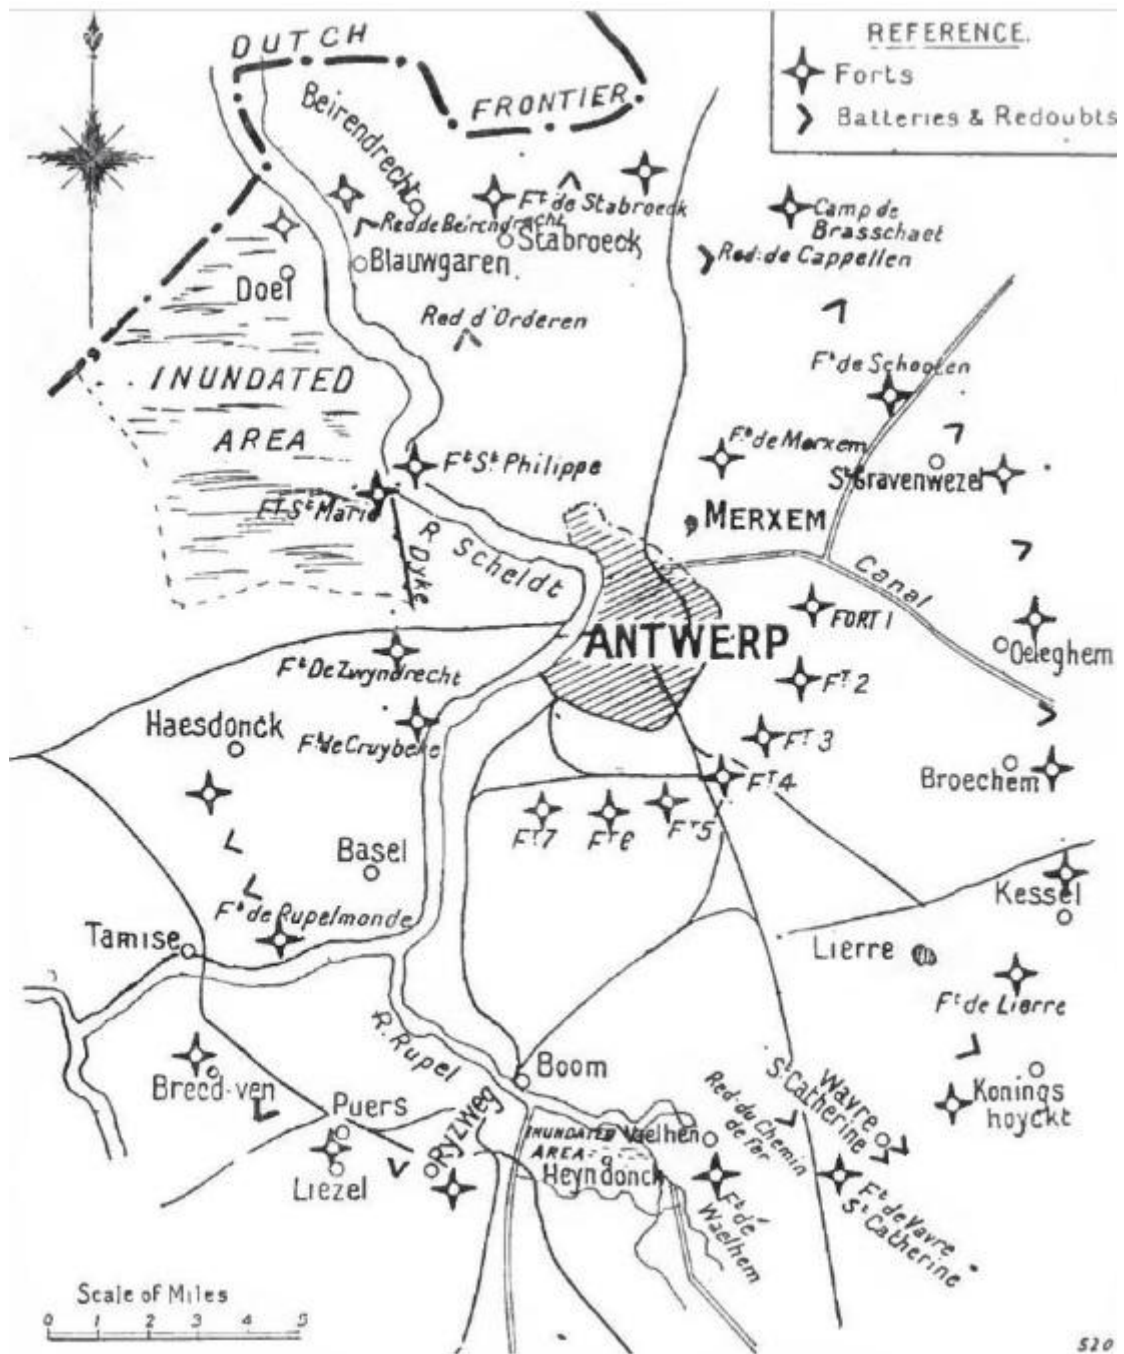 REFERENCE.
Forts
Batteries & Redoubts
DUTCH
FRONTIER
Beirendrecht
Ft. de Stabroeck
Red. de Beirendrecht
Stabroeck
Camp de
Brasschaet
Red: de Cappellen
Blauwgaren
Doel
Red d'Orderen
INUNDATED
AREA
Ft de Schooten
Ft de Merxem
St Gravenwezel
Ft St Philippe
Ft St Marie
MERXEM
R. Scheldt
Dyke
Canal
FORT 1
ANTWERP
Oeleghem
Ft De Zwyndrecht
FT 2
Haesdonck
Ft de Cruybeke
FT 3
Broechem
FT 4
FT 5
FT 6
FT 7
Basel
Kessel
Ft de Rupelmonde
Tamise
Lierre
Ft de Lierre
R. Rupel
Boom
Breed-ven
Puers
Ryzweg
Red: du Chemin
de Fer
Wavre
St Catherine
Konings
hoyckt
INUNDATED
AREA
Vaelhen
Heyndonck
Liezel
Ft de
Waelhem
Ft de Vavre
St Catherine
Scale of Miles
0 1 2 3 4 5
520